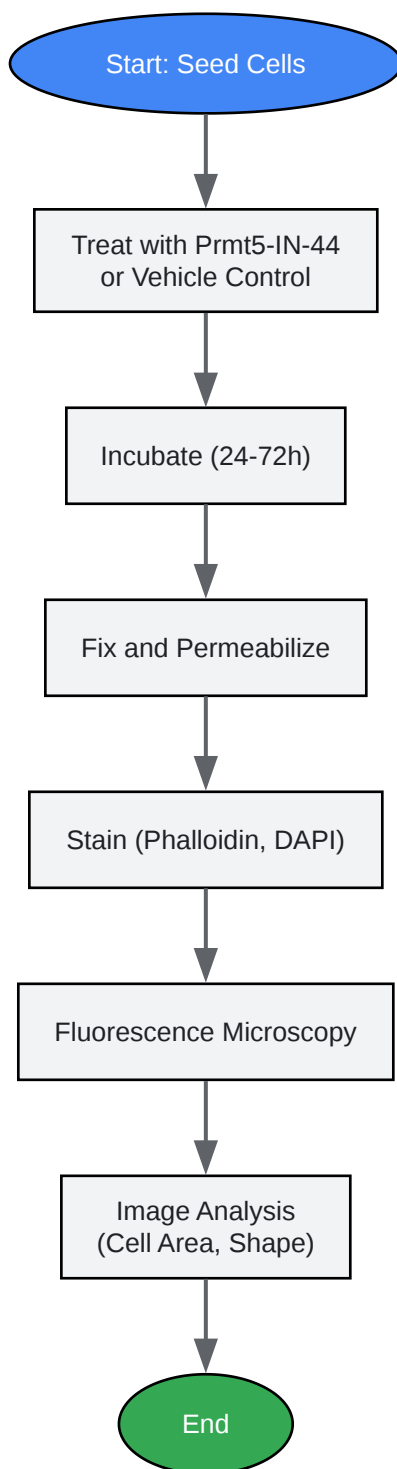 Start: Seed Cells
Treat with Prmt5-IN-44
or Vehicle Control
Incubate (24-72h)
Fix and Permeabilize
Stain (Phalloidin, DAPI)
Fluorescence Microscopy
Image Analysis
(Cell Area, Shape)
End